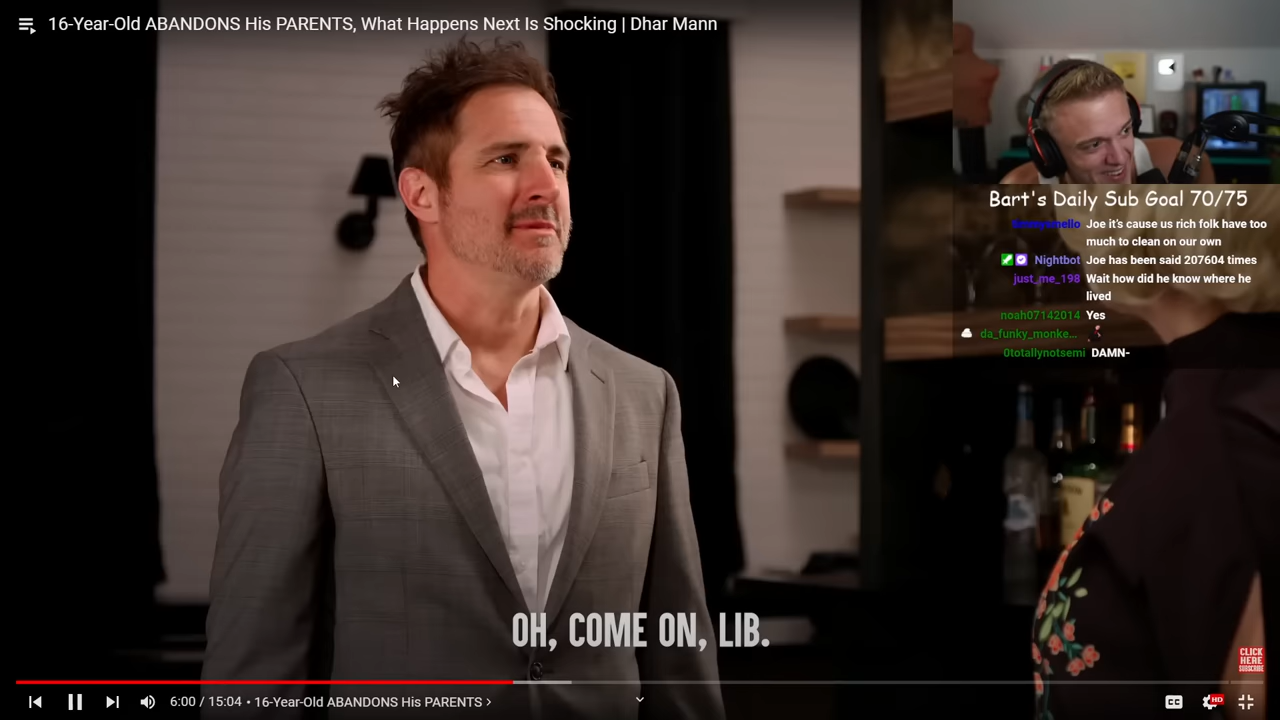 16-Year-Old ABANDONS His PARENTS, What Happens Next Is Shocking | Dhar Mann
Bart's Daily Sub Goal 70/75
Joe it's cause us rich folk have too
much to clean on our own
Nightbot Joe has been said 207604 times
just_me_198 Wait how did he know where he
lived
noah07142014 Yes
da_funky_monke...
0totallynotsemi DAMN-
OH, COME ON, LIB.
CLICK
HERE
SUBSCRIBE
6:00 / 15:04 • 16-Year-Old ABANDONS His PARENTS >
CC
HD